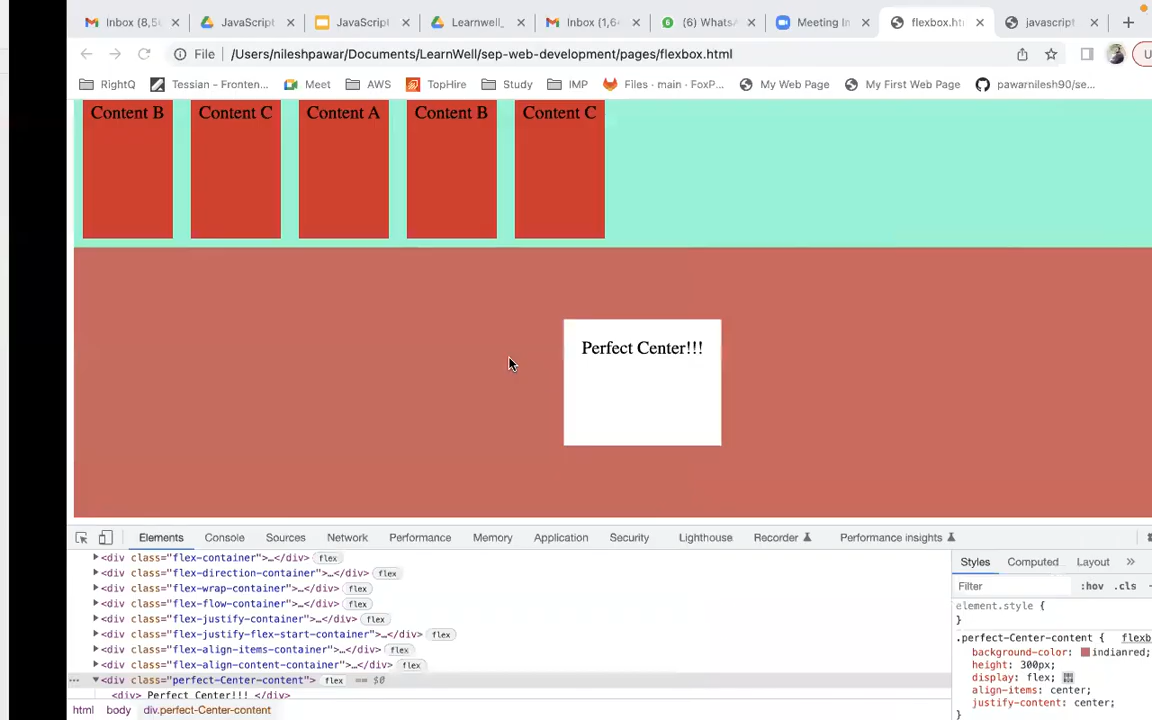 Inbox (8,5 JavaScript JavaScript Learnwell_ Inbox (1,6 (6) Whats Meeting In flexbox.ht javascript
File /Users/nileshpawar/Documents/LearnWell/sep-web-development/pages/flexbox.html
RightQ Tessian – Fronten... Meet AWS TopHire Study IMP Files · main · FoxP... My Web Page My First Web Page pawarnilesh90/se...
Content B Content C Content A Content B Content C
Perfect Center!!!
Elements Console Sources Network Performance Memory Application Security Lighthouse Recorder Performance insights
<div class="flex-container">…</div> flex
<div class="flex-direction-container">…</div> flex
<div class="flex-wrap-container">…</div> flex
<div class="flex-flow-container">…</div> flex
<div class="flex-justify-container">…</div> flex
<div class="flex-justify-flex-start-container">…</div> flex
<div class="flex-align-items-container">…</div> flex
<div class="flex-align-content-container">…</div> flex
<div class="perfect-Center-content"> flex == $0
<div> Perfect Center!!! </div>
html body div.perfect-Center-content
Styles Computed Layout
Filter :hov .cls
element.style {
}
.perfect-Center-content { flexb
background-color: indianred;
height: 300px;
display: flex;
align-items: center;
justify-content: center;
}